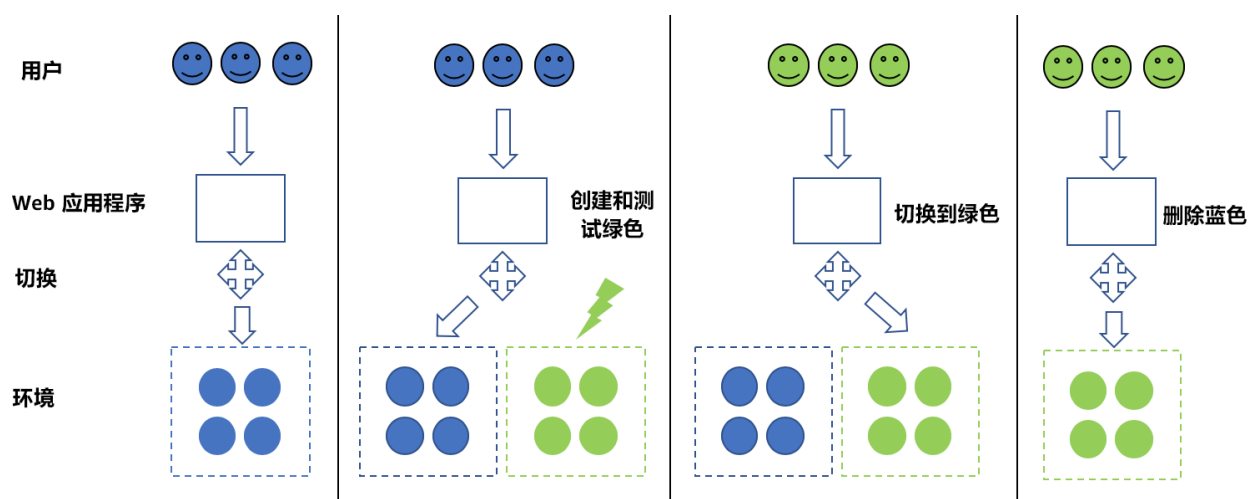 用户
Web 应用程序
创建和测
试绿色
切换到绿色
删除蓝色
切换
环境